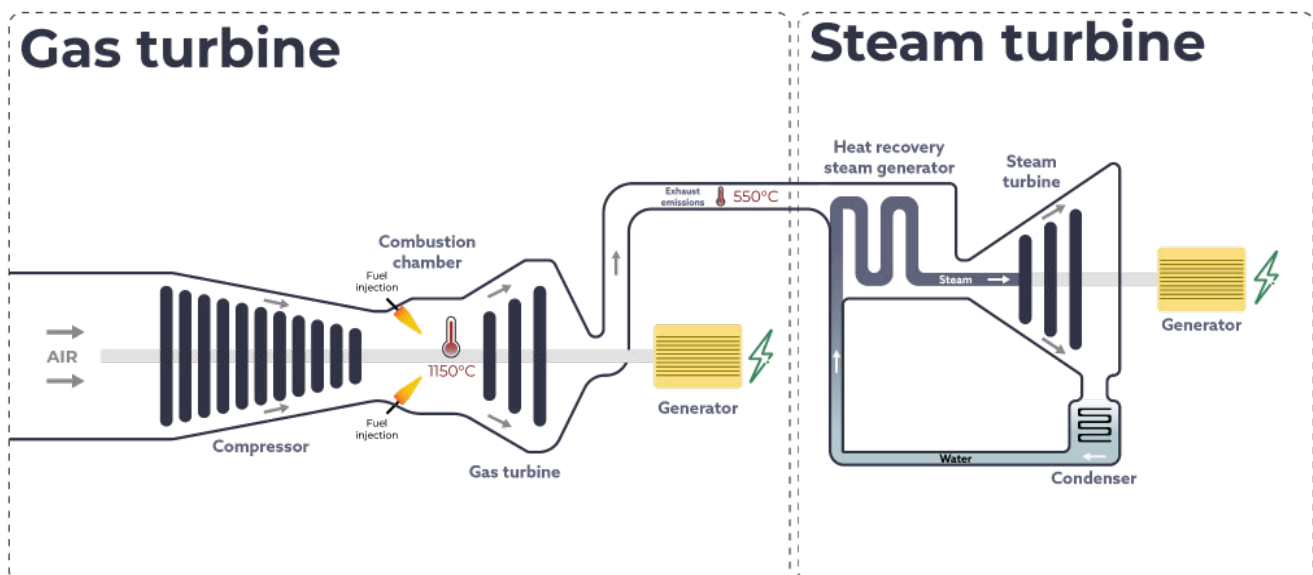 Gas turbine
Steam turbine
Heat recovery
steam generator
Steam
turbine
Exhaust
emissions
550°C
Combustion
chamber
Fuel
injection
Steam
Generator
AIR
1150°C
Generator
Fuel
injection
Compressor
Gas turbine
Water
Condenser